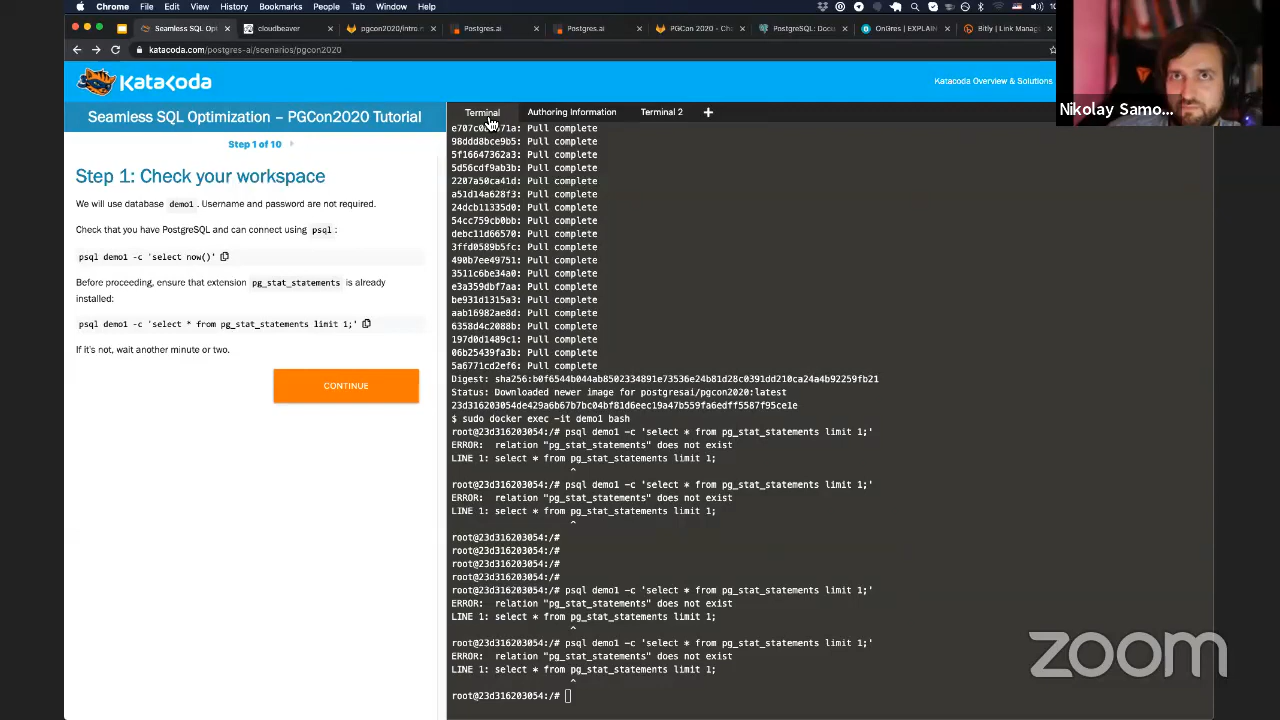 Chrome File Edit View History Bookmarks People Tab Window Help
Seamless SQL Opt cloudbeaver pgcon2020/intro.m Postgres.ai Postgres.ai PGCon 2020 - Che PostgreSQL: Docu OnGres | EXPLAIN Bitly | Link Manag
katacoda.com/postgres-ai/scenarios/pgcon2020
KataKoda
Katacoda Overview & Solutions
Nikolay Samo...
Seamless SQL Optimization – PGCon2020 Tutorial
Step 1 of 10
Step 1: Check your workspace
We will use database demo1. Username and password are not required.
Check that you have PostgreSQL and can connect using psql:
psql demo1 -c 'select now()'
Before proceeding, ensure that extension pg_stat_statements is already
installed:
psql demo1 -c 'select * from pg_stat_statements limit 1;'
If it's not, wait another minute or two.
CONTINUE
Terminal Authoring Information Terminal 2 +
Pull complete
98ddd0bce9b5: Pull complete
5f16647362a3: Pull complete
5d56cdf9ab3b: Pull complete
2207a50ca41d: Pull complete
a51d14a628f3: Pull complete
24dcb11335d0: Pull complete
54cc759cb0bb: Pull complete
debc11d66570: Pull complete
3ffd0589b5fc: Pull complete
490b7ee49751: Pull complete
3511c6be34a0: Pull complete
e3a359dbf7aa: Pull complete
be931d1315a3: Pull complete
aab16982ae8d: Pull complete
6358d4c2088b: Pull complete
197d0d1489c1: Pull complete
06b25439fa3b: Pull complete
5a6771cd2ef6: Pull complete
Digest: sha256:b0f6544b044ab8502334891e73536e24b81d28c0391dd210ca24a4b92259fb21
Status: Downloaded newer image for postgresai/pgcon2020:latest
23d316203054de429a6b67b7bc04bf81d6eec19a47b559fa6edff5587f95ce1e
$ sudo docker exec -it demo1 bash
root@23d316203054:/# psql demo1 -c 'select * from pg_stat_statements limit 1;'
ERROR:  relation "pg_stat_statements" does not exist
LINE 1: select * from pg_stat_statements limit 1;
^
root@23d316203054:/# psql demo1 -c 'select * from pg_stat_statements limit 1;'
ERROR:  relation "pg_stat_statements" does not exist
LINE 1: select * from pg_stat_statements limit 1;
^
root@23d316203054:/#
root@23d316203054:/#
root@23d316203054:/#
root@23d316203054:/#
root@23d316203054:/# psql demo1 -c 'select * from pg_stat_statements limit 1;'
ERROR:  relation "pg_stat_statements" does not exist
LINE 1: select * from pg_stat_statements limit 1;
^
root@23d316203054:/# psql demo1 -c 'select * from pg_stat_statements limit 1;'
ERROR:  relation "pg_stat_statements" does not exist
LINE 1: select * from pg_stat_statements limit 1;
^
root@23d316203054:/#
zoom